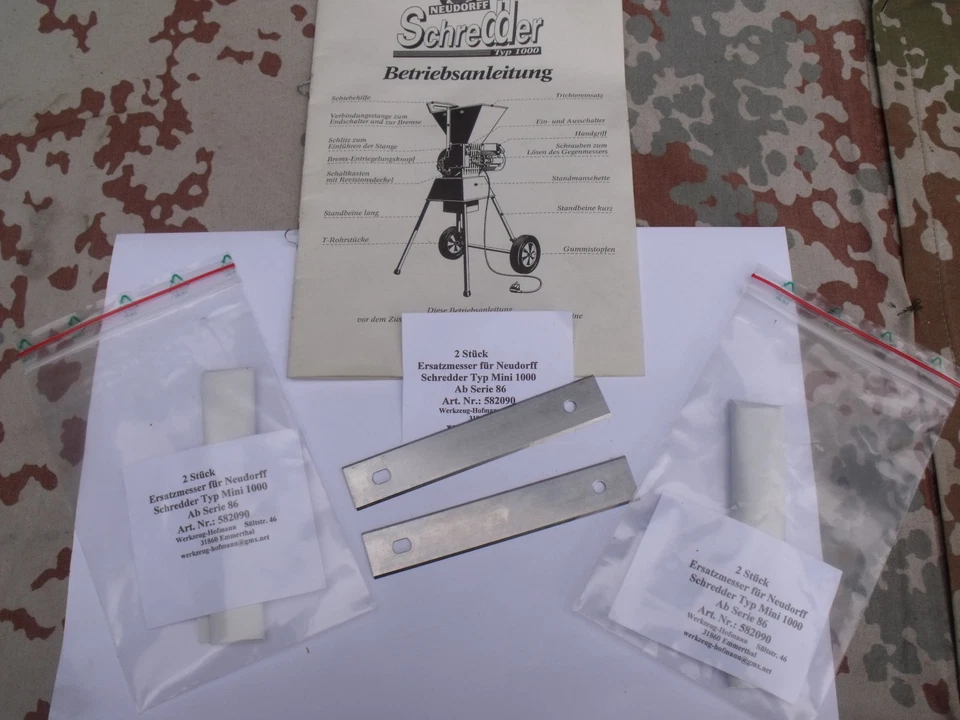 NEUDORFF
Schredder
Typ 1000
Betriebsanleitung
Schiebehilfe
Verbindungsstange zum
Endschalter und zur Bremse
Schlitz zum
Einführen der Stange
Brems-Entriegelungsknopf
Schaltkasten
mit Revisionsdeckel
Standbeine lang
T-Rohrstücke
Trichtereinsatz
Ein- und Ausschalter
Handgriff
Schrauben zum
Lösen des Gegenmessers
Standmanschette
Standbeine kurz
Gummistopfen
Diese Betriebsanleitung
vor dem
2 Stück
Ersatzmesser für Neudorff
Schredder Typ Mini 1000
Ab Serie 86
Art. Nr.: 582090
Werkzeug-Hofmann
2 Stück
Ersatzmesser für Neudorff
Schredder Typ Mini 1000
Ab Serie 86
Art. Nr.: 582090
Werkzeug-Hofmann Sültstr. 46
31860 Emmerthal
werkzeug-hofmann@gmx.net
2 Stück
Ersatzmesser für Neudorff
Schredder Typ Mini 1000
Ab Serie 86
Art. Nr.: 582090
Werkzeug-Hofmann Sültstr. 46
31860 Emmerthal
werkzeug-hofmann@gmx.net